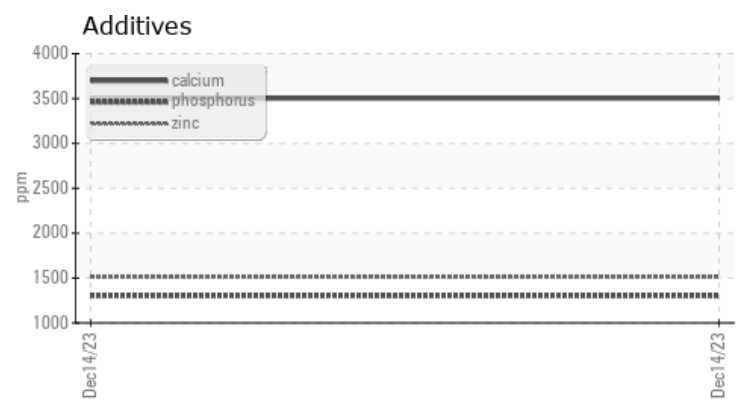 Additives
4000
3500
3000
2500
2000
1500
1000
ppm
calcium
phosphorus
zinc
Dec14/23
Dec14/23